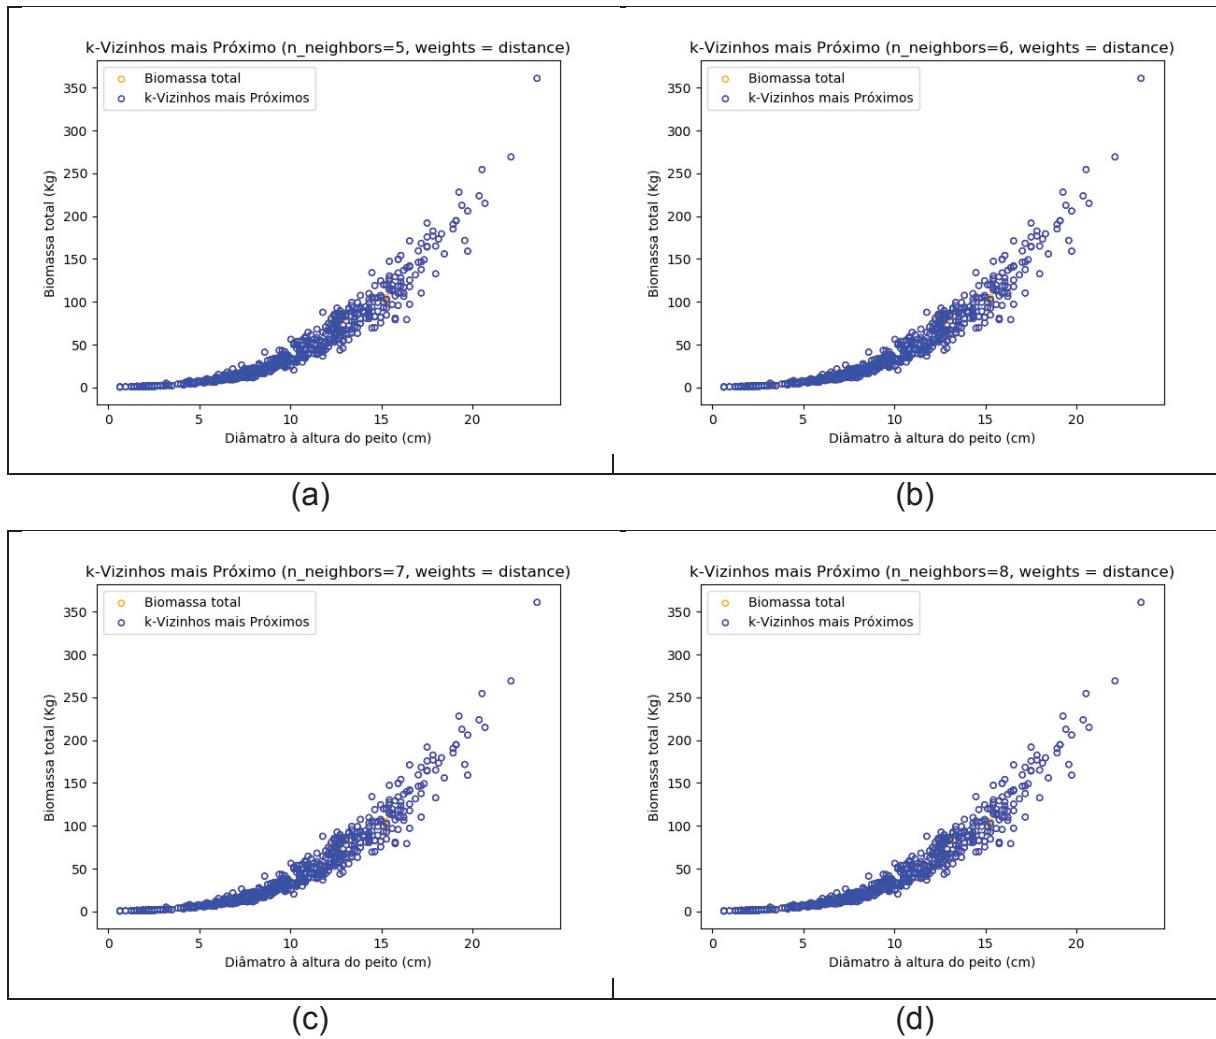 k-Vizinhos mais Próximo (n_neighbors=5, weights = distance)
Biomassa total
k-Vizinhos mais Próximos
Biomassa total (Kg)
350
300
250
200
150
100
50
0
0 5 10 15 20
Diâmatro à altura do peito (cm)
(a)
k-Vizinhos mais Próximo (n_neighbors=6, weights = distance)
Biomassa total
k-Vizinhos mais Próximos
Biomassa total (Kg)
350
300
250
200
150
100
50
0
0 5 10 15 20
Diâmatro à altura do peito (cm)
(b)
k-Vizinhos mais Próximo (n_neighbors=7, weights = distance)
Biomassa total
k-Vizinhos mais Próximos
Biomassa total (Kg)
350
300
250
200
150
100
50
0
0 5 10 15 20
Diâmatro à altura do peito (cm)
(c)
k-Vizinhos mais Próximo (n_neighbors=8, weights = distance)
Biomassa total
k-Vizinhos mais Próximos
Biomassa total (Kg)
350
300
250
200
150
100
50
0
0 5 10 15 20
Diâmatro à altura do peito (cm)
(d)